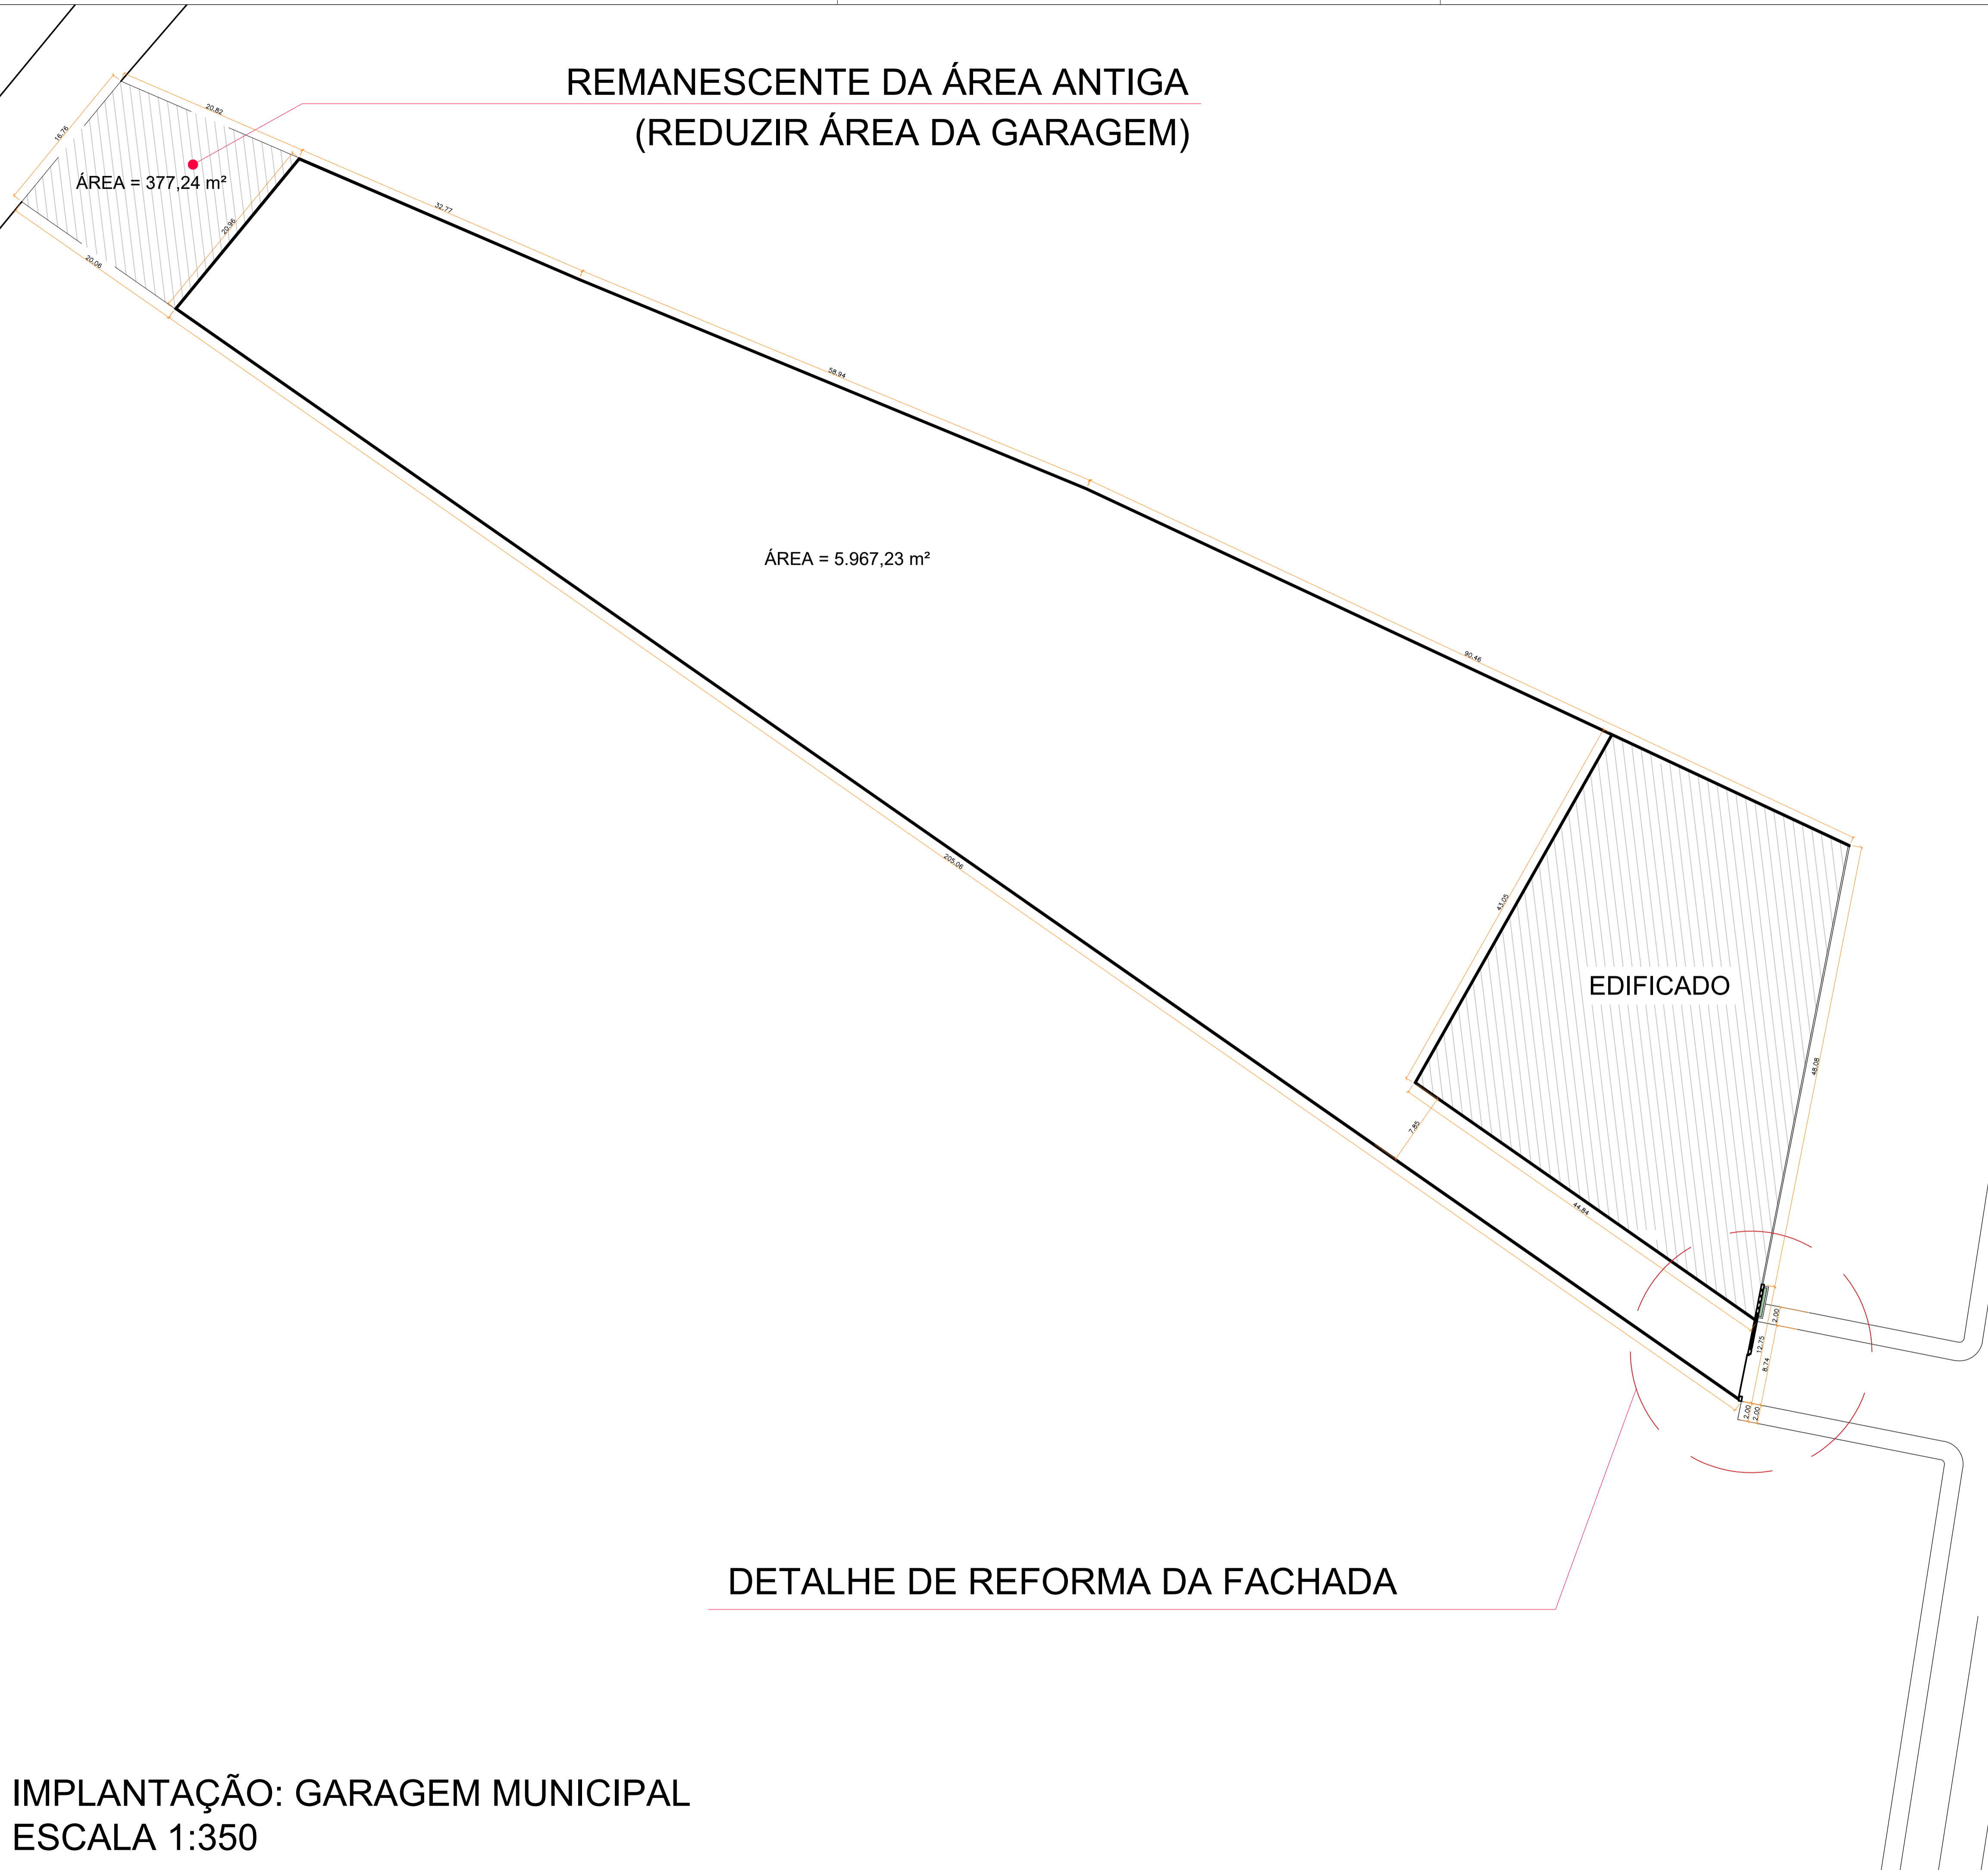 REMANESCENTE DA ÁREA ANTIGA
(REDUZIR ÁREA DA GARAGEM)
20,82
16,76
ÁREA = 377,24 m²
32,77
20,96
20,06
58,94
ÁREA = 5.967,23 m²
90,46
205,06
43,05
EDIFICADO
48,08
7,85
44,84
2,00
12,75
8,74
2,00
2,00
DETALHE DE REFORMA DA FACHADA
IMPLANTAÇÃO: GARAGEM MUNICIPAL
ESCALA 1:350